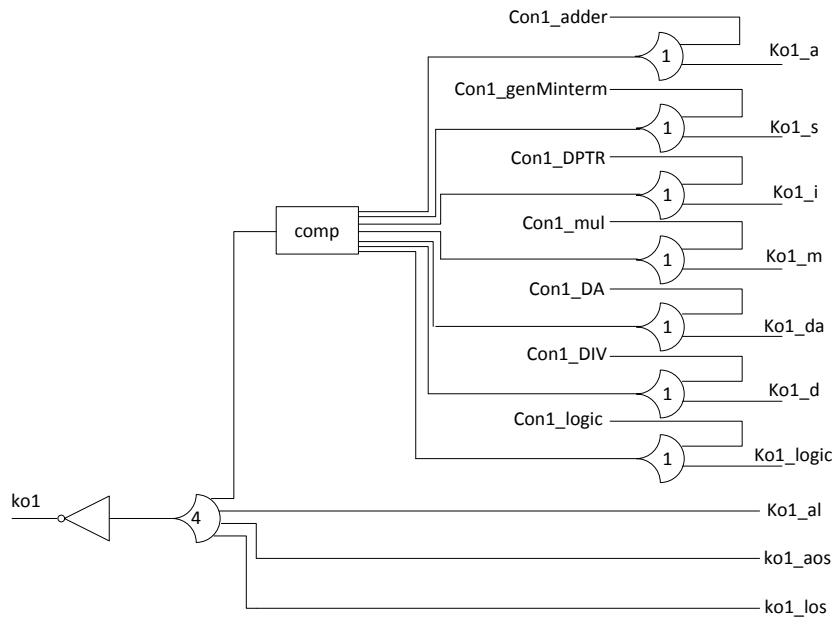 Con1_adder
1
Ko1_a
Con1_genMinterm
1
Ko1_s
Con1_DPTR
1
Ko1_i
Con1_mul
comp
1
Ko1_m
Con1_DA
1
Ko1_da
Con1_DIV
1
Ko1_d
Con1_logic
1
Ko1_logic
ko1
4
Ko1_al
ko1_aos
ko1_los